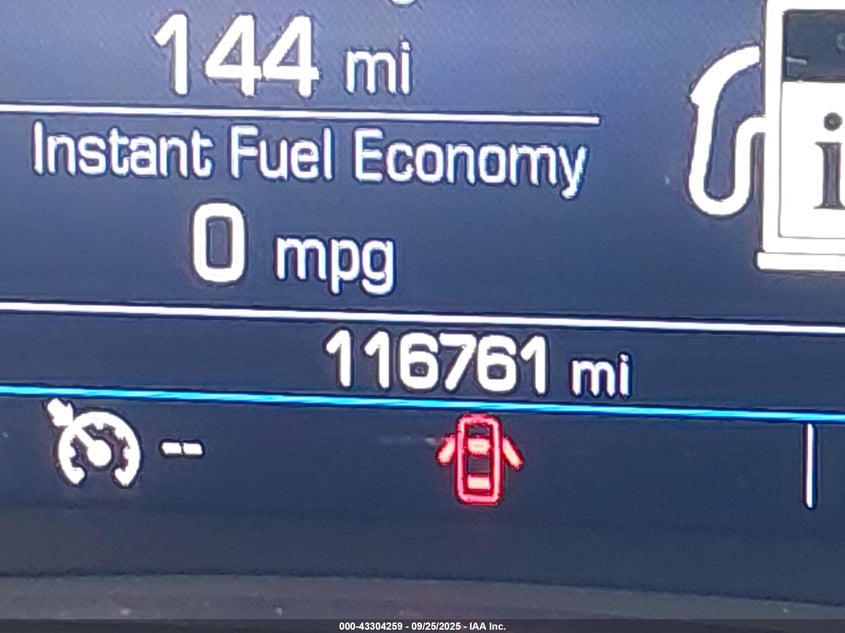 144 mi
Instant Fuel Economy
0 mpg
i
116761 mi
--
000-43304259 - 09/25/2025 - IAA Inc.